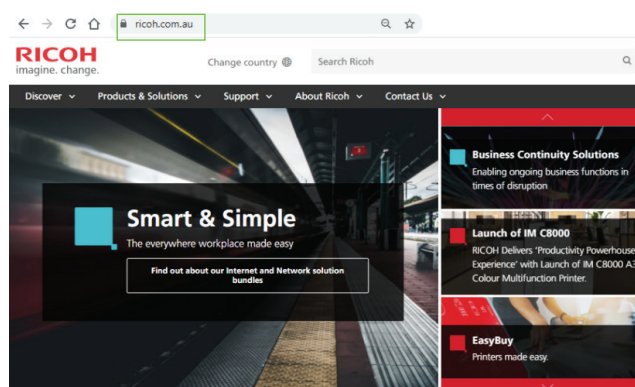 ricoh.com.au
RICOH
imagine. change.
Change country
Search Ricoh
Discover
Products & Solutions
Support
About Ricoh
Contact Us
Smart & Simple
The everywhere workplace made easy
Find out about our Internet and Network solution
bundles
Business Continuity Solutions
Enabling ongoing business functions in
times of disruption
Launch of IM C8000
RICOH Delivers 'Productivity Powerhouse
Experience' with Launch of IM C8000 A3
Colour Multifunction Printer.
EasyBuy
Printers made easy.